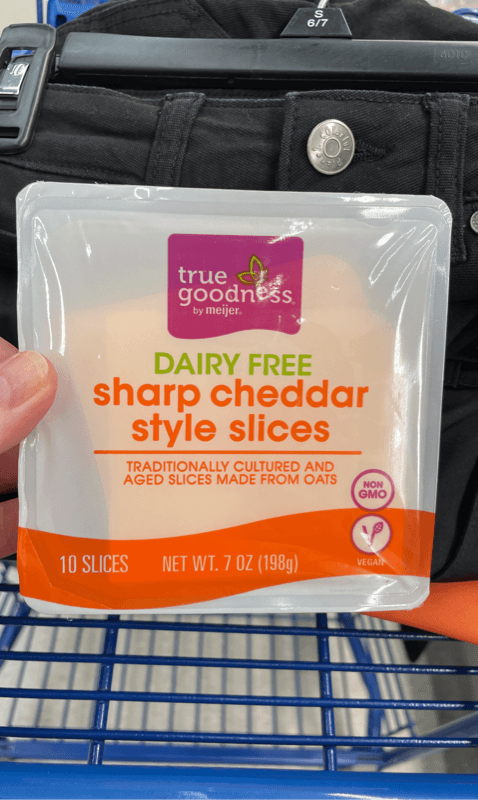 S
6/7
true
goodness
by meijer®
DAIRY FREE
sharp cheddar
style slices
TRADITIONALLY CULTURED AND
AGED SLICES MADE FROM OATS
NON
GMO
VEGAN
10 SLICES NET WT. 7 OZ (198g)